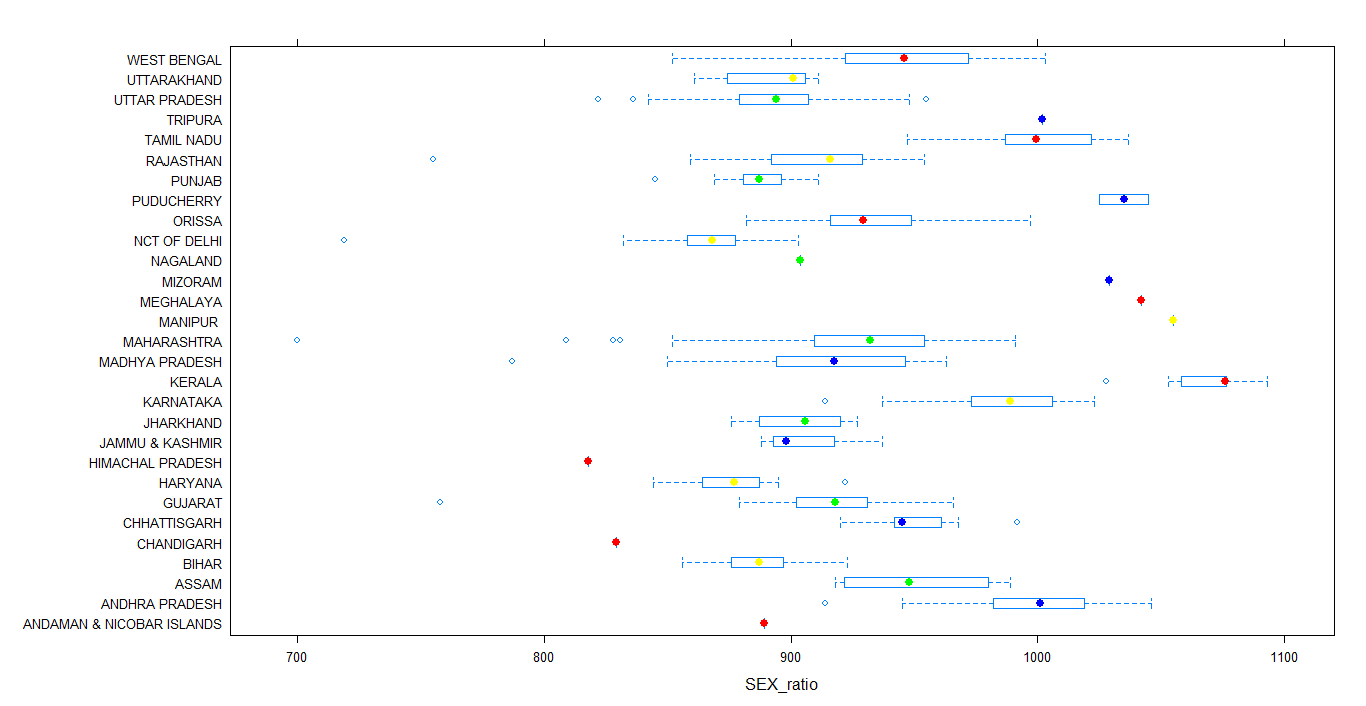 WEST BENGAL
UTTARAKHAND
UTTAR PRADESH
TRIPURA
TAMIL NADU
RAJASTHAN
PUNJAB
PUDUCHERRY
ORISSA
NCT OF DELHI
NAGALAND
MIZORAM
MEGHALAYA
MANIPUR
MAHARASHTRA
MADHYA PRADESH
KERALA
KARNATAKA
JHARKHAND
JAMMU & KASHMIR
HIMACHAL PRADESH
HARYANA
GUJARAT
CHHATTISGARH
CHANDIGARH
BIHAR
ASSAM
ANDHRA PRADESH
ANDAMAN & NICOBAR ISLANDS
700 800 900 1000 1100
SEX_ratio